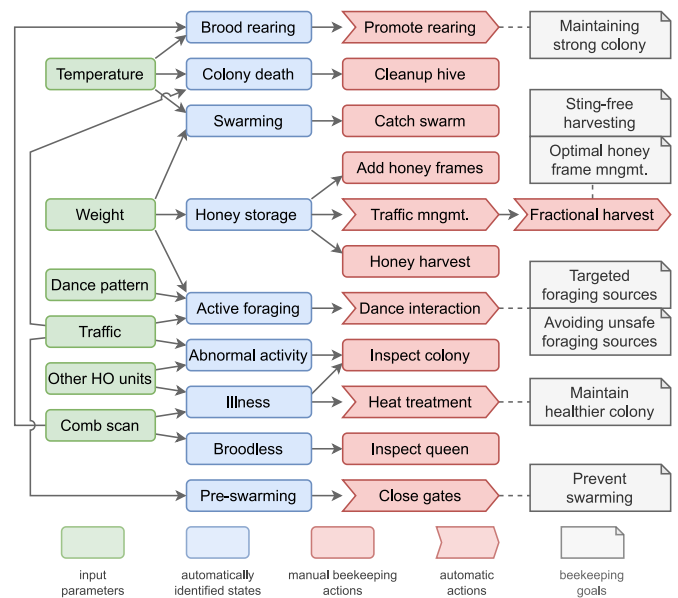 Brood rearing
Promote rearing
Maintaining
strong colony
Temperature
Colony death
Cleanup hive
Swarming
Catch swarm
Sting-free
harvesting
Add honey frames
Optimal honey
frame mngmt.
Weight
Honey storage
Traffic mngmt.
Fractional harvest
Honey harvest
Dance pattern
Active foraging
Dance interaction
Targeted
foraging sources
Traffic
Abnormal activity
Inspect colony
Avoiding unsafe
foraging sources
Other HO units
Illness
Heat treatment
Maintain
healthier colony
Comb scan
Broodless
Inspect queen
Pre-swarming
Close gates
Prevent
swarming
input
parameters
automatically
identified states
manual beekeeping
actions
automatic
actions
beekeeping
goals